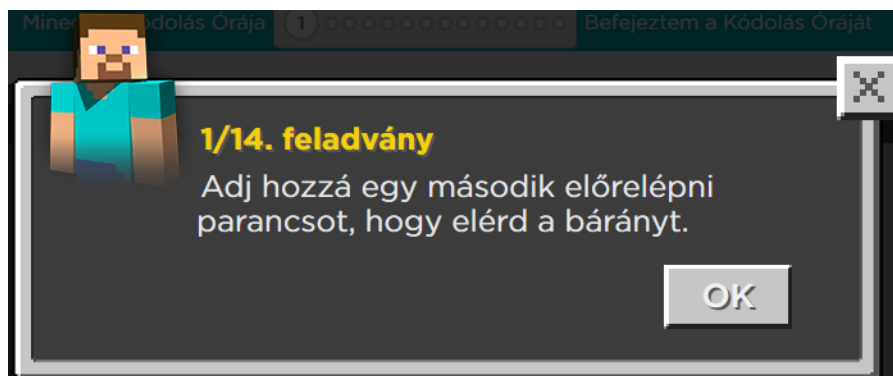 Kódolás Órája 1 Befejeztem a Kódolás Óráját
1/14. feladvány
Adj hozzá egy második előrelépni
parancsot, hogy elérd a bárányt.
OK